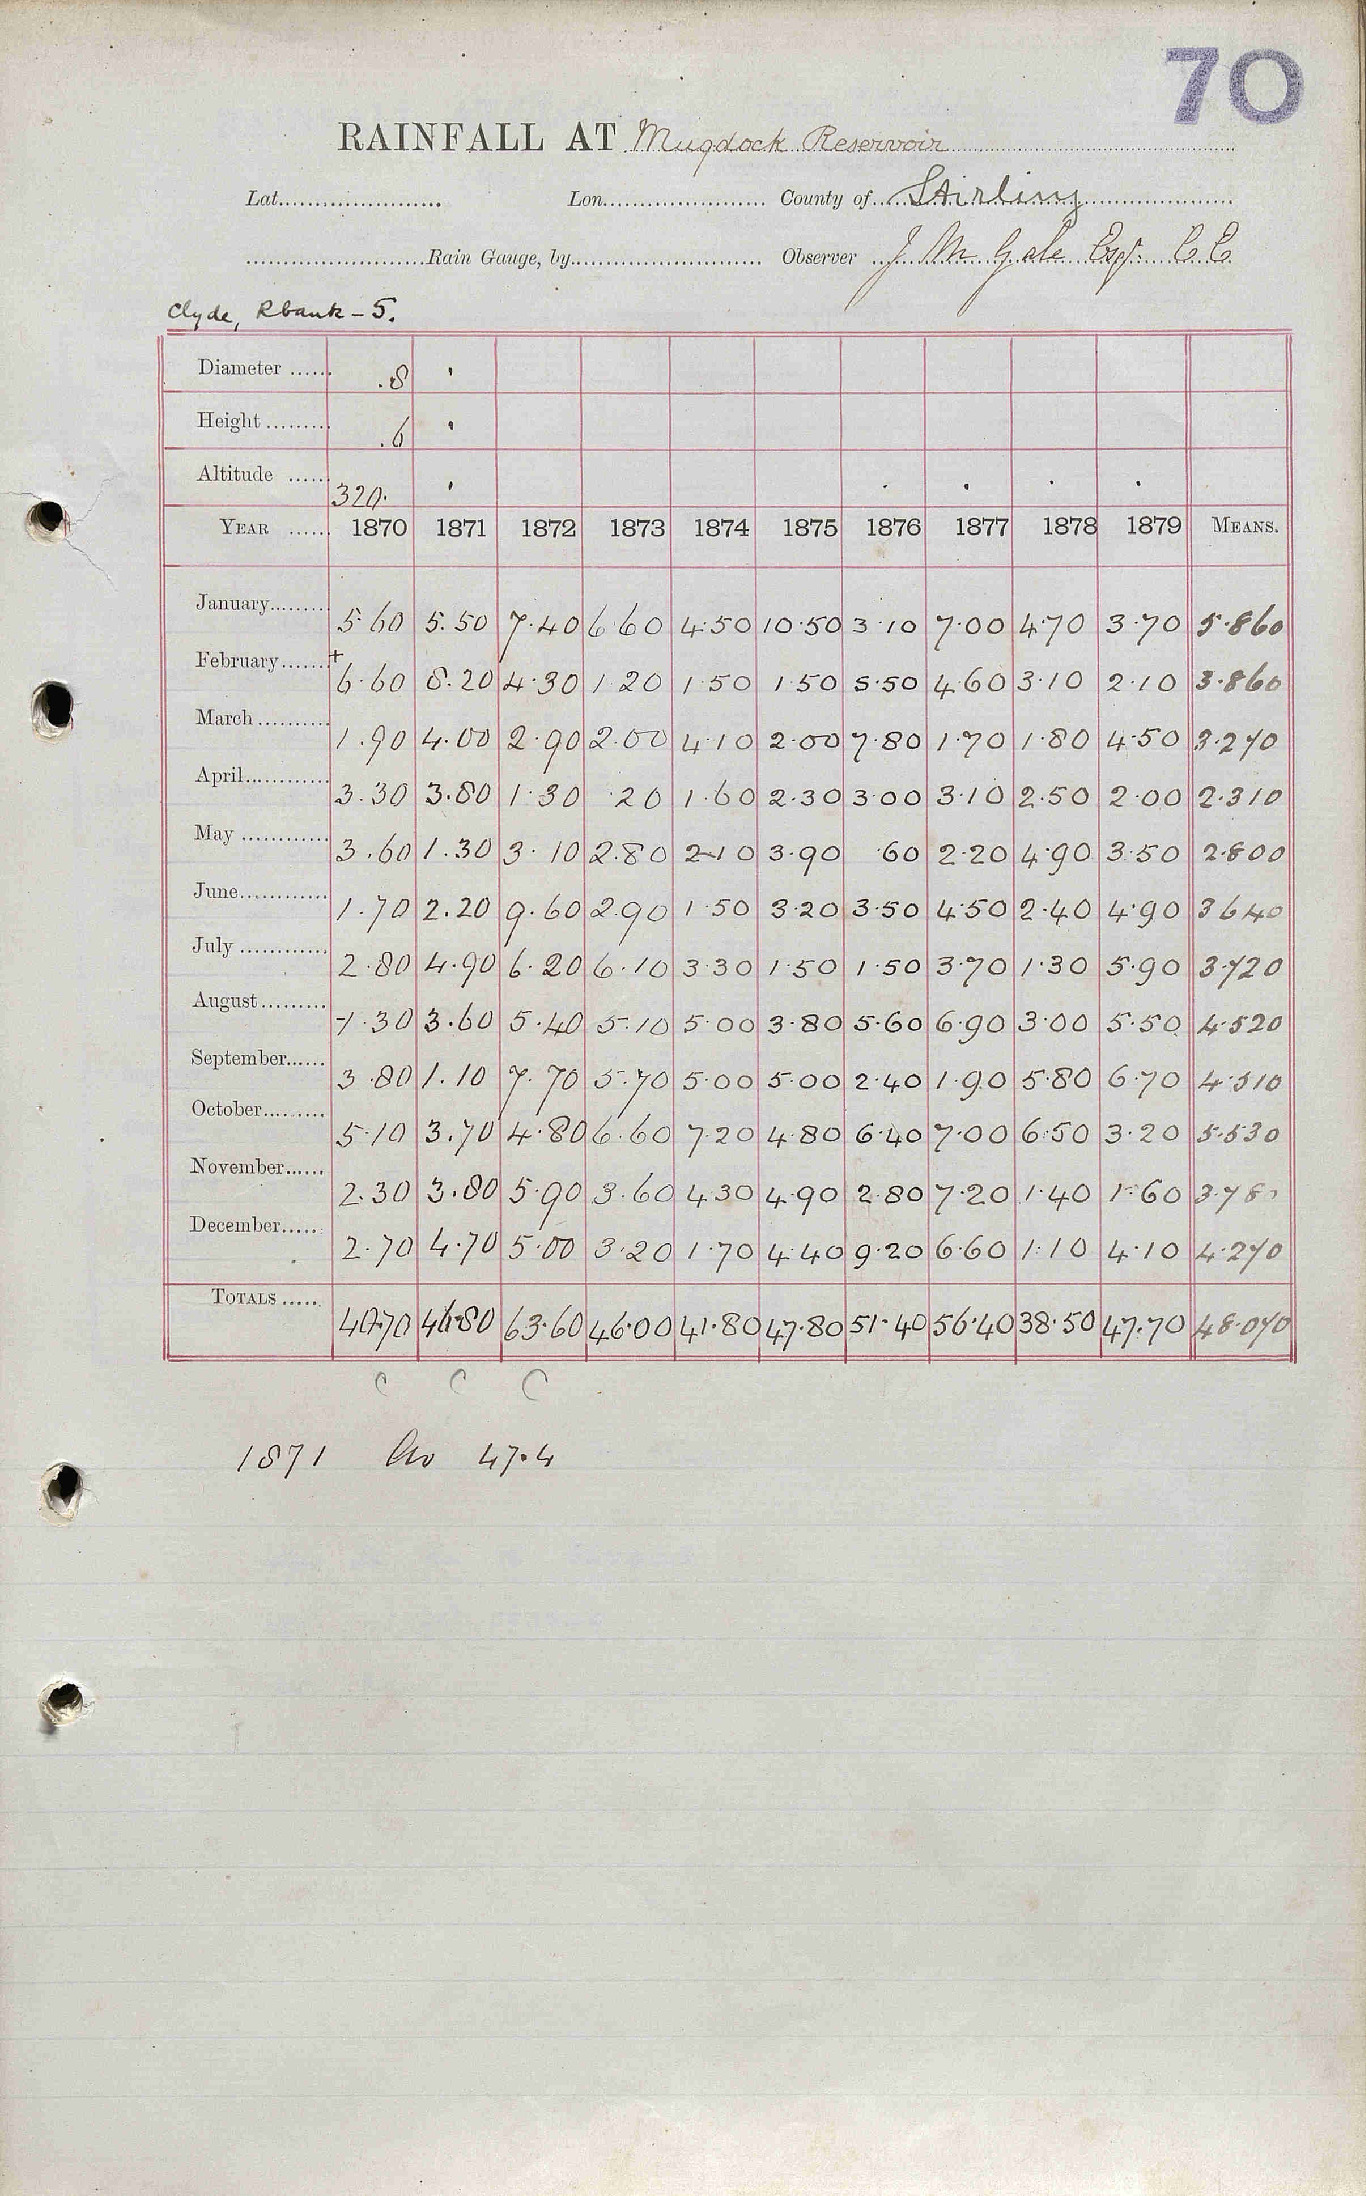 70
RAINFALL AT Mugdock Reservoir
Lat. Lon. County of Stirling
Rain Gauge, by Observer J M Gale Esqr. C E
Clyde, Rbank - 5.
Diameter .8 '
Height .6 '
Altitude 320. ' . . . .
YEAR 1870 1871 1872 1873 1874 1875 1876 1877 1878 1879 MEANS.
January 5.60 5.50 7.40 6.60 4.50 10.50 3.10 7.00 4.70 3.70 5.860
February + 6.60 8.20 4.30 1.20 1.50 1.50 5.50 4.60 3.10 2.10 3.860
March 1.90 4.00 2.90 2.00 4.10 2.00 7.80 1.70 1.80 4.50 3.270
April 3.30 3.80 1.30 .20 1.60 2.30 3.00 3.10 2.50 2.00 2.310
May 3.60 1.30 3.10 2.80 2.10 3.90 .60 2.20 4.90 3.50 2.800
June 1.70 2.20 9.60 2.90 1.50 3.20 3.50 4.50 2.40 4.90 3.640
July 2.80 4.90 6.20 6.10 3.30 1.50 1.50 3.70 1.30 5.90 3.720
August 1.30 3.60 5.40 5.10 5.00 3.80 5.60 6.90 3.00 5.50 4.520
September 3.80 1.10 7.70 5.70 5.00 5.00 2.40 1.90 5.80 6.70 4.510
October 5.10 3.70 4.80 6.60 7.20 4.80 6.40 7.00 6.50 3.20 5.530
November 2.30 3.80 5.90 3.60 4.30 4.90 2.80 7.20 1.40 1.60 3.780
December 2.70 4.70 5.00 3.20 1.70 4.40 9.20 6.60 1.10 4.10 4.270
TOTALS 40.70 46.80 63.60 46.00 41.80 47.80 51.40 56.40 38.50 47.70 48.070
C C C
1871 Av 47.4